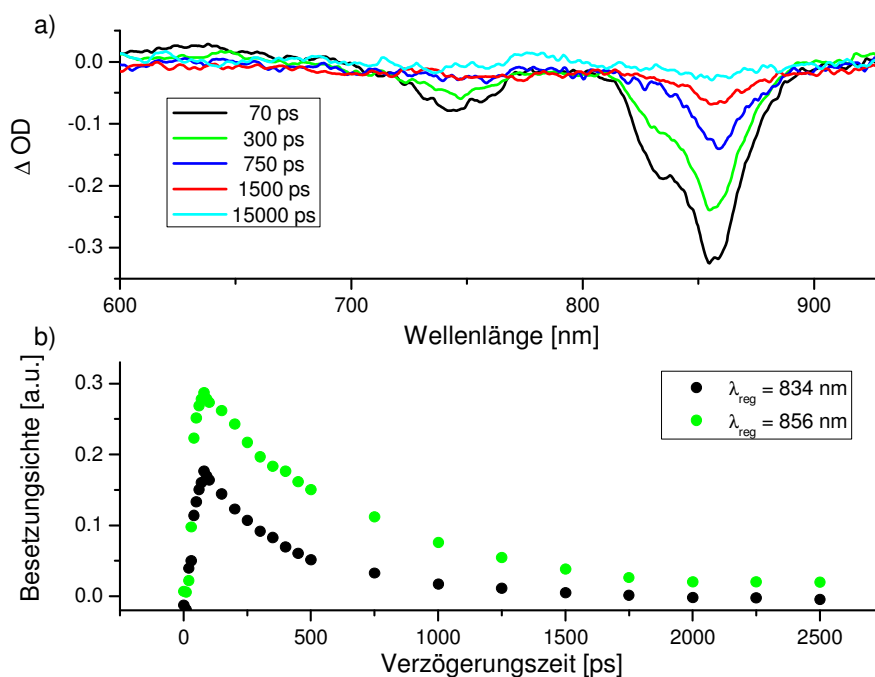 a)
0.0
-0.1
-0.2
-0.3
Δ OD
70 ps
300 ps
750 ps
1500 ps
15000 ps
600
700
800
900
Wellenlänge [nm]
b)
0.3
0.2
0.1
0.0
Besetzungsichte [a.u.]
λreg = 834 nm
λreg = 856 nm
0
500
1000
1500
2000
2500
Verzögerungszeit [ps]